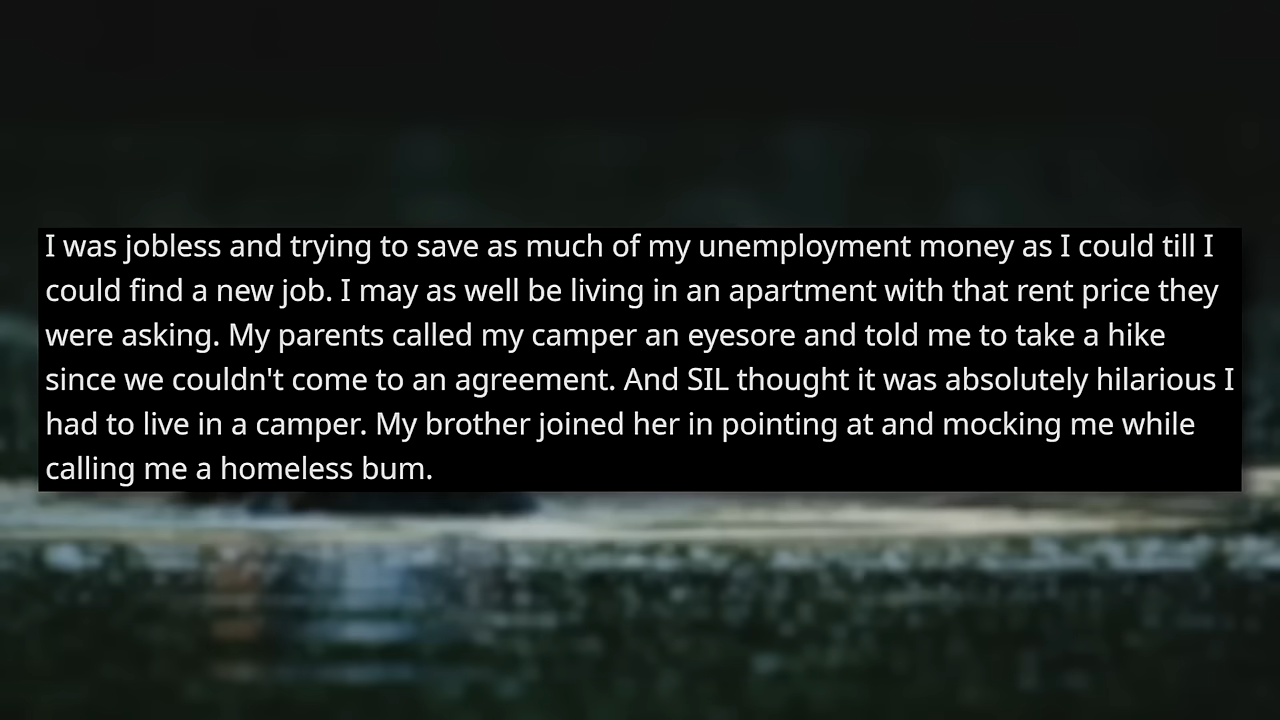 I was jobless and trying to save as much of my unemployment money as I could till I
could find a new job. I may as well be living in an apartment with that rent price they
were asking. My parents called my camper an eyesore and told me to take a hike
since we couldn't come to an agreement. And SIL thought it was absolutely hilarious I
had to live in a camper. My brother joined her in pointing at and mocking me while
calling me a homeless bum.